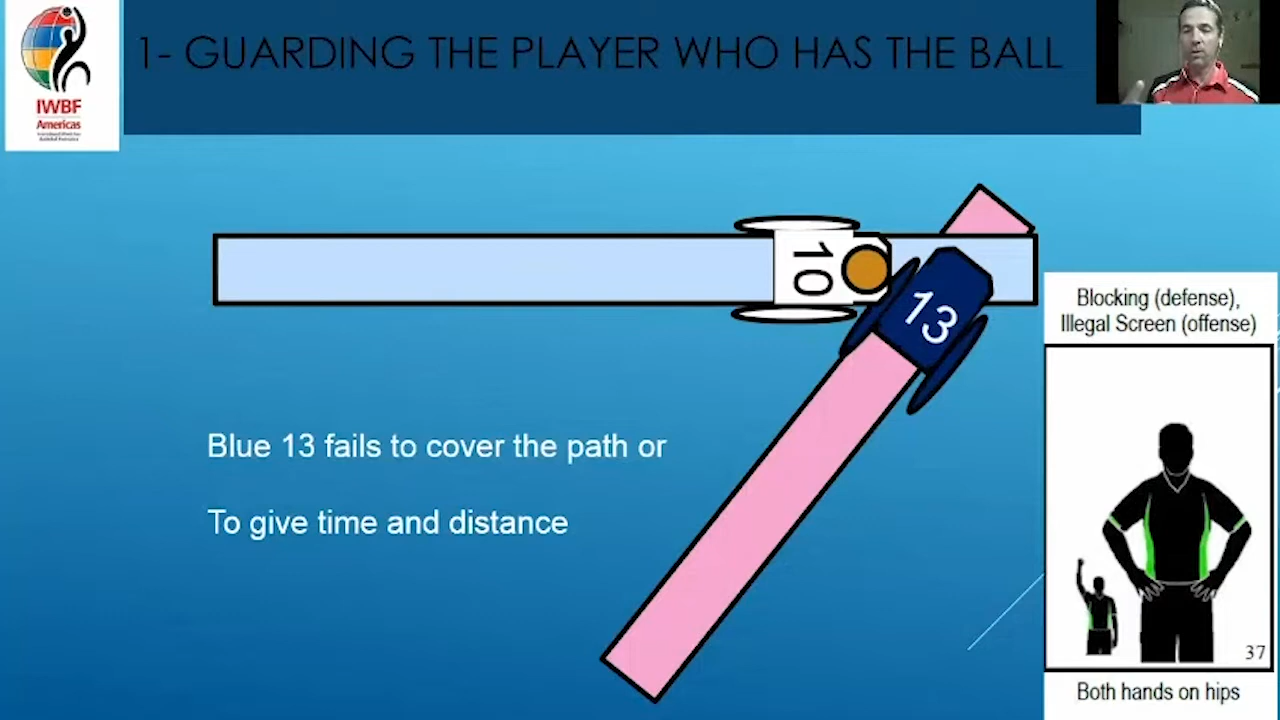 IWBF
Americas
1- GUARDING THE PLAYER WHO HAS THE BALL
10
13
Blue 13 fails to cover the path or
To give time and distance
Blocking (defense),
Illegal Screen (offense)
37
Both hands on hips